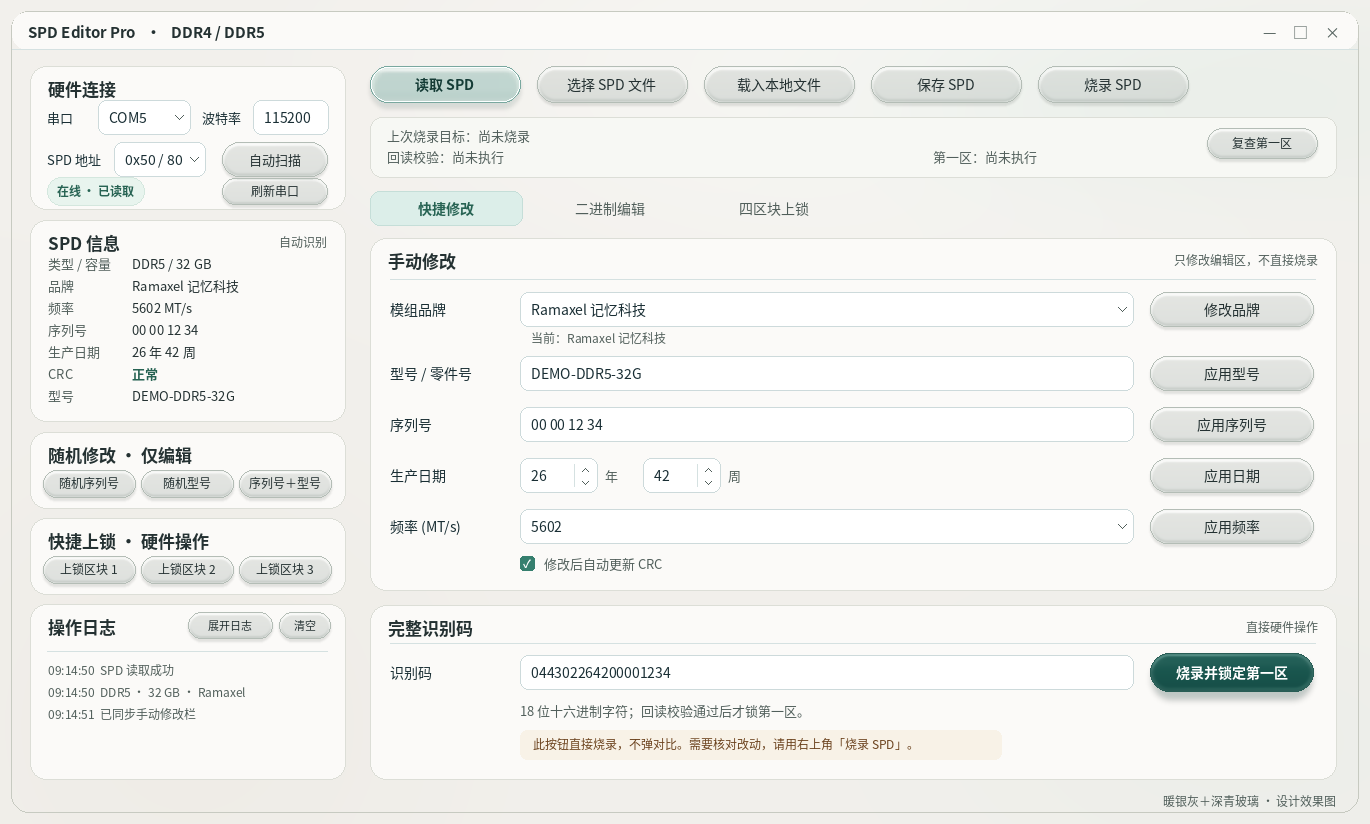 SPD Editor Pro • DDR4 / DDR5
硬件连接
串口 COM5 波特率 115200
SPD 地址 0x50 / 80 自动扫描
在线 • 已读取 刷新串口
SPD 信息 自动识别
类型 / 容量 DDR5 / 32 GB
品牌 Ramaxel 记忆科技
频率 5602 MT/s
序列号 00 00 12 34
生产日期 26 年 42 周
CRC 正常
型号 DEMO-DDR5-32G
随机修改 • 仅编辑
随机序列号 随机型号 序列号＋型号
快捷上锁 • 硬件操作
上锁区块 1 上锁区块 2 上锁区块 3
操作日志 展开日志 清空
09:14:50 SPD 读取成功
09:14:50 DDR5 • 32 GB • Ramaxel
09:14:51 已同步手动修改栏
读取 SPD 选择 SPD 文件 载入本地文件 保存 SPD 烧录 SPD
上次烧录目标：尚未烧录
回读校验：尚未执行 第一区：尚未执行 复查第一区
快捷修改 二进制编辑 四区块上锁
手动修改 只修改编辑区，不直接烧录
模组品牌 Ramaxel 记忆科技 修改品牌
当前：Ramaxel 记忆科技
型号 / 零件号 DEMO-DDR5-32G 应用型号
序列号 00 00 12 34 应用序列号
生产日期 26 年 42 周 应用日期
频率 (MT/s) 5602 应用频率
修改后自动更新 CRC
完整识别码 直接硬件操作
识别码 044302264200001234 烧录并锁定第一区
18 位十六进制字符；回读校验通过后才锁第一区。
此按钮直接烧录，不弹对比。需要核对改动，请用右上角「烧录 SPD」。
暖银灰＋深青玻璃 • 设计效果图